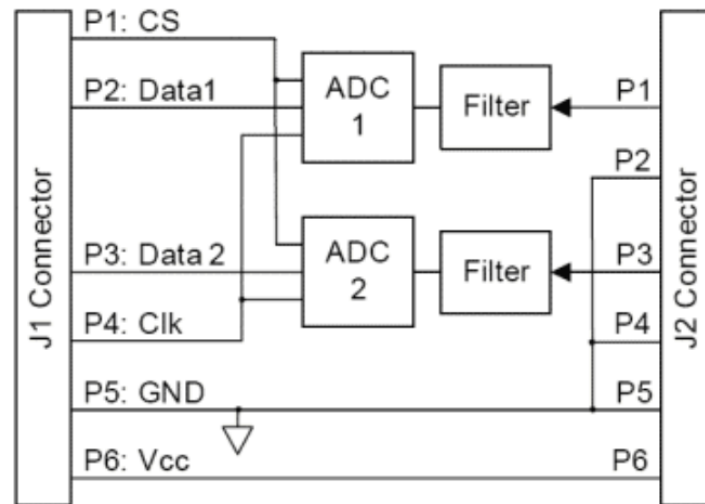 J1 Connector
P1: CS
P2: Data1
P3: Data 2
P4: Clk
P5: GND
P6: Vcc
ADC
1
Filter
ADC
2
Filter
P1
P2
P3
P4
P5
P6
J2 Connector